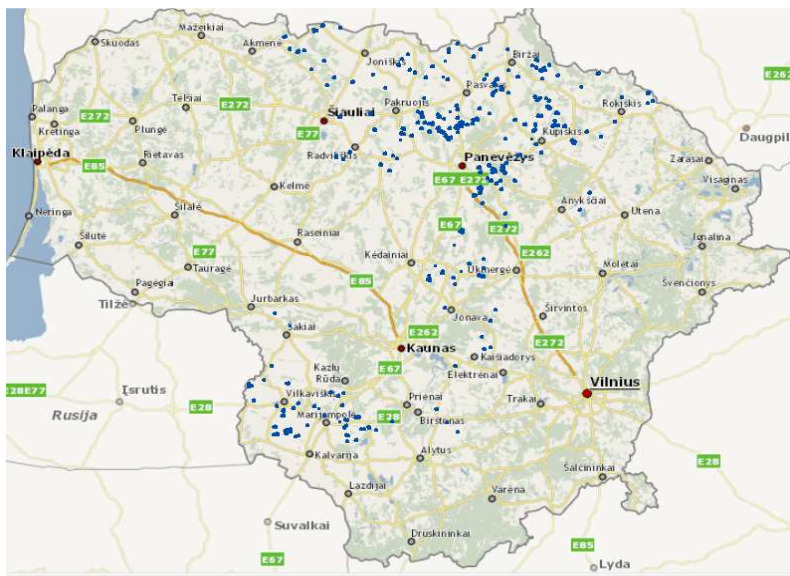 Mažeikiai
Skuodas
Akmenė
Joniškis
Biržai
E262
Palanga
E272
Telšiai
E272
Šiauliai
Pakruojis
Pasvalys
Rokiškis
Kretinga
Plungė
E77
Kupiškis
Daugpil
Klaipėda
E85
Rietavas
Radviliškis
Panevėžys
Zarasai
E67
E272
Visaginas
Kelmė
Neringa
Šilalė
Anykščiai
Utena
E67
E272
Šilutė
Raseiniai
Ignalina
E77
Kėdainiai
E262
Tauragė
Ukmergė
Molėtai
E85
Pagėgiai
Švenčionys
Tilžė
Jurbarkas
Jonava
Širvintos
Šakiai
E262
E272
Kaunas
Kaišiadorys
E67
Elektrėnai
Kazlų
Rūda
Vilnius
E28E77
Įsrutis
Vilkaviškis
Prienai
Trakai
Rusija
E28
Marijampolė
E28
Birštonas
Kalvarija
Alytus
E28
Šalčininkai
Lazdijai
Varėna
Suvalkai
Druskininkai
E67
E85
Lyda